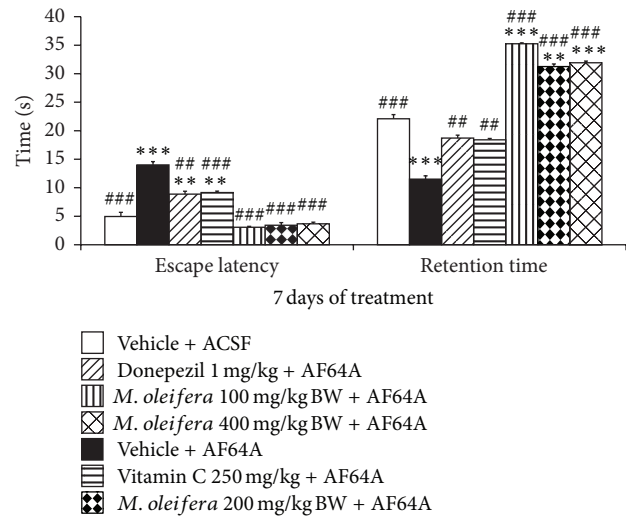 40
35
30
25
20
15
10
5
0
Time (s)
###
***
##
**
###
**
###
###
###
###
***
##
##
###
***
###
**
###
***
Escape latency
Retention time
7 days of treatment
Vehicle + ACSF
Donepezil 1 mg/kg + AF64A
M. oleifera 100 mg/kg BW + AF64A
M. oleifera 400 mg/kg BW + AF64A
Vehicle + AF64A
Vitamin C 250 mg/kg + AF64A
M. oleifera 200 mg/kg BW + AF64A